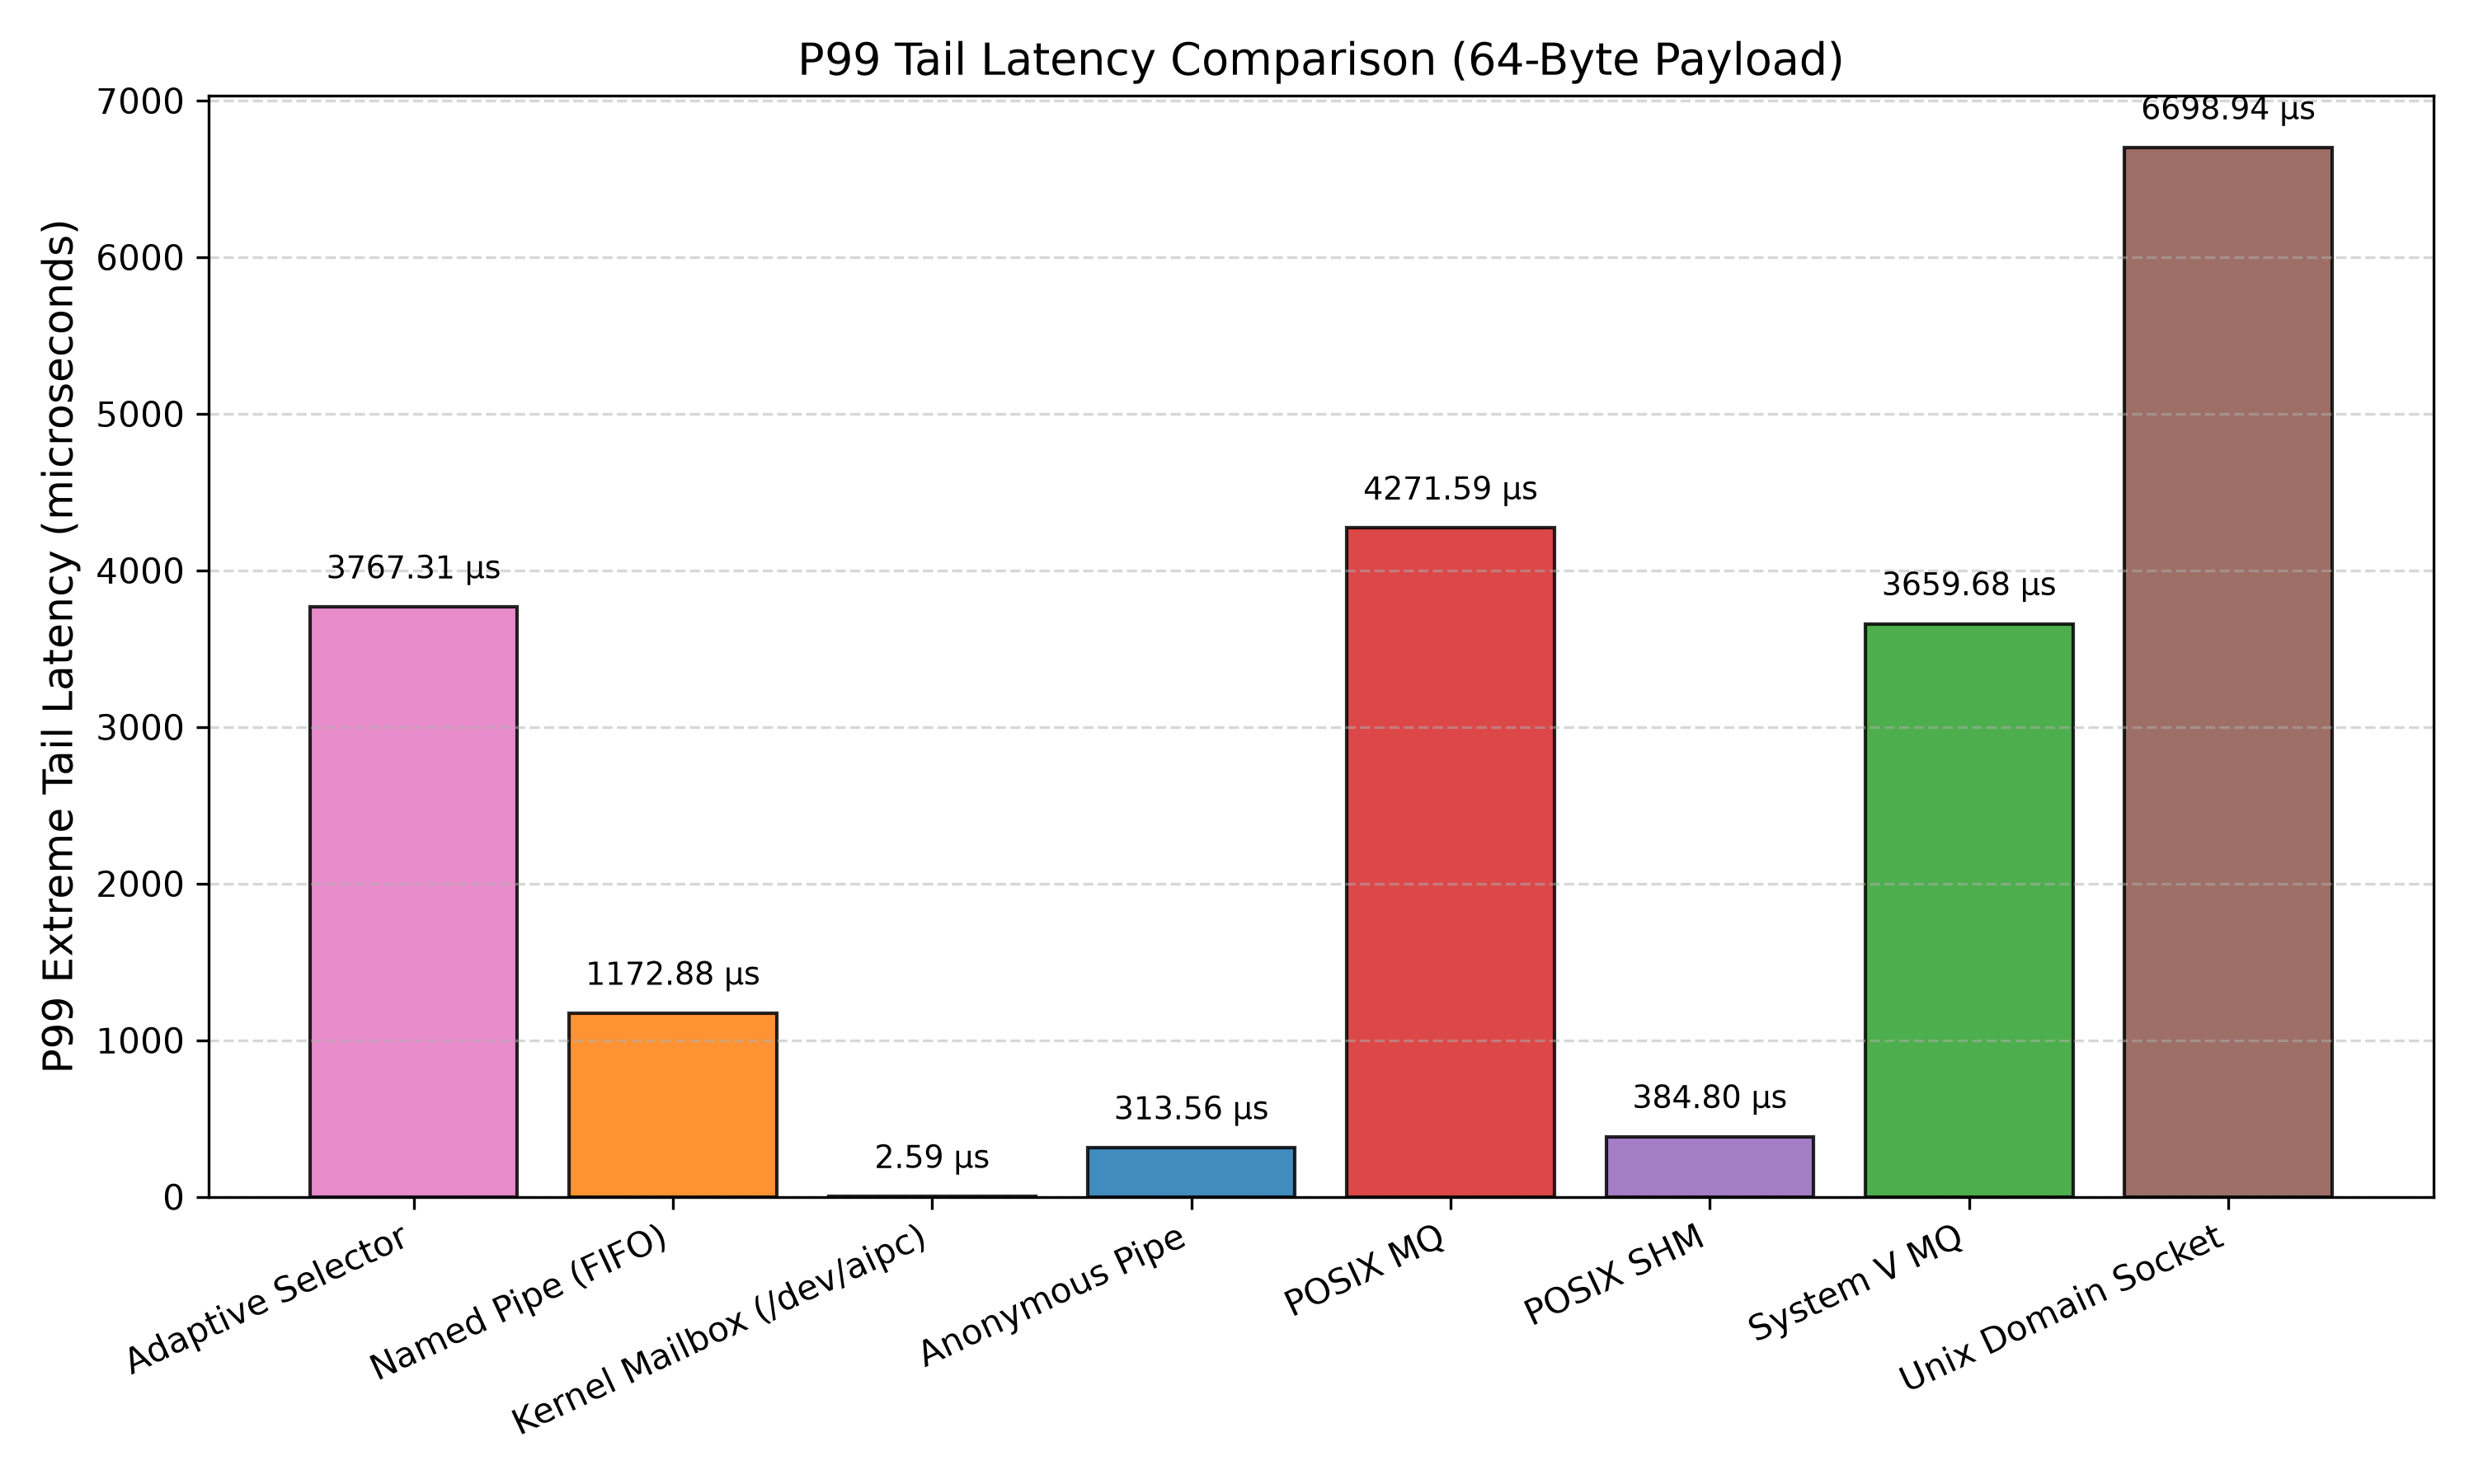 P99 Tail Latency Comparison (64-Byte Payload)
P99 Extreme Tail Latency (microseconds)
7000
6000
5000
4000
3000
2000
1000
0
3767.31 µs
1172.88 µs
2.59 µs
313.56 µs
4271.59 µs
384.80 µs
3659.68 µs
6698.94 µs
Adaptive Selector
Named Pipe (FIFO)
Kernel Mailbox (/dev/aipc)
Anonymous Pipe
POSIX MQ
POSIX SHM
System V MQ
Unix Domain Socket